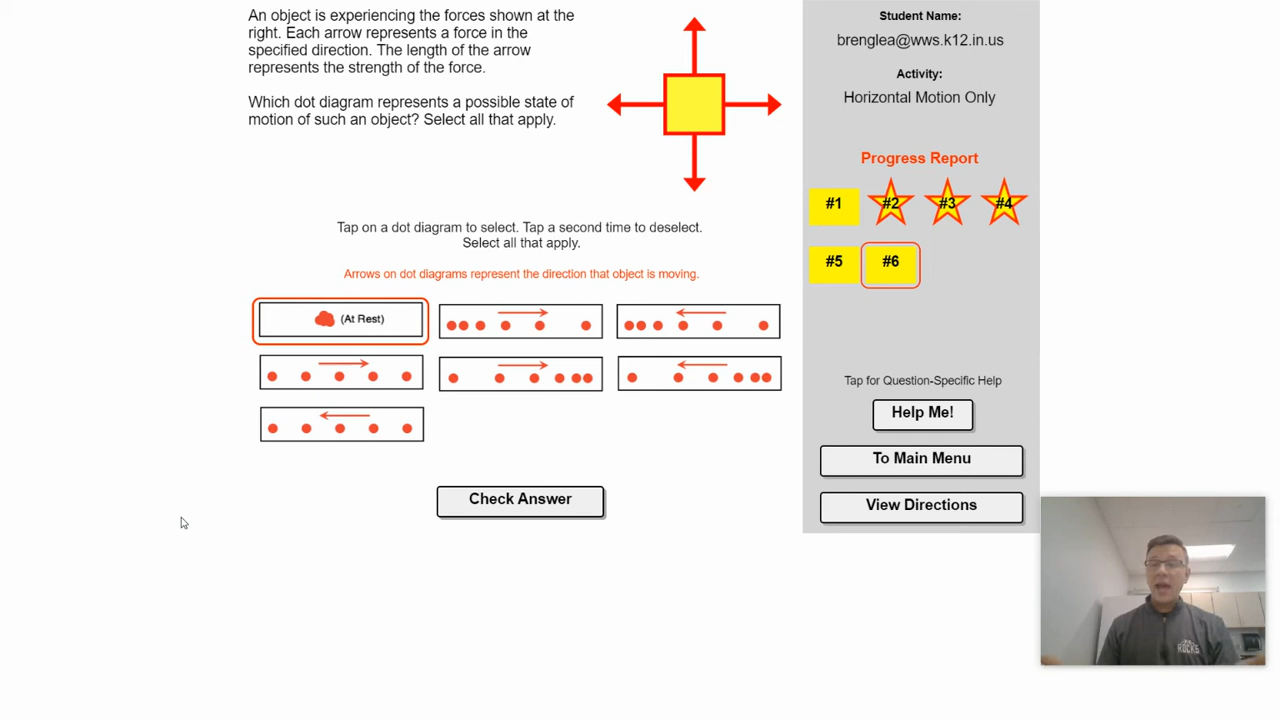 An object is experiencing the forces shown at the
right. Each arrow represents a force in the
specified direction. The length of the arrow
represents the strength of the force.
Which dot diagram represents a possible state of
motion of such an object? Select all that apply.
Tap on a dot diagram to select. Tap a second time to deselect.
Select all that apply.
Arrows on dot diagrams represent the direction that object is moving.
(At Rest)
Check Answer
Student Name:
brenglea@wws.k12.in.us
Activity:
Horizontal Motion Only
Progress Report
#1 #2 #3 #4
#5 #6
Tap for Question-Specific Help
Help Me!
To Main Menu
View Directions
ROCKS